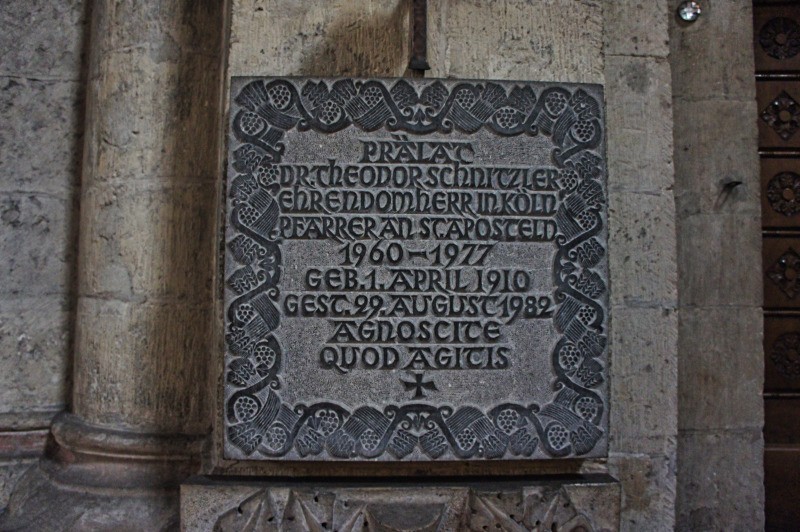 PRÄLAT
DR.THEODOR SCHNITZLER
EHRENDOMHERR IN KÖLN
PFARRER AN ST.APOSTELN
1960-1977
GEB.1.APRIL 1910
GEST.29.AUGUST 1982
AGNOSCITE
QUOD AGITIS